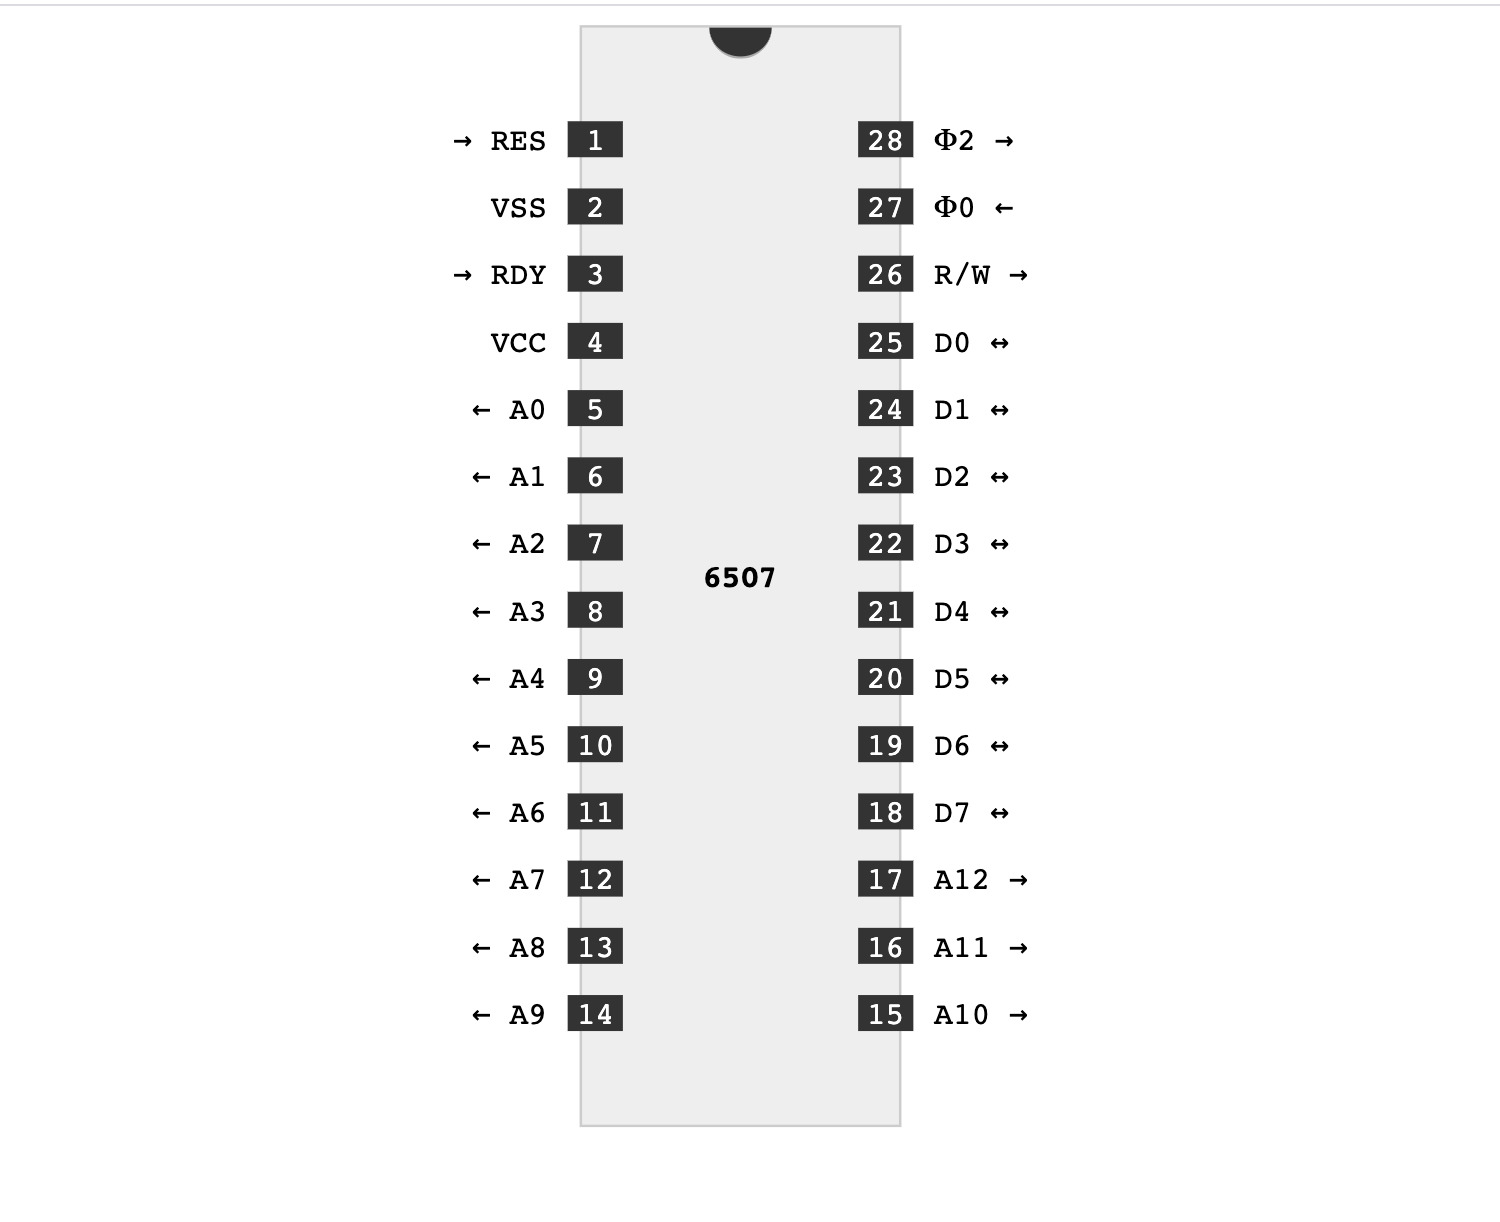 → RES 1 28 Φ2 →
VSS 2 27 Φ0 ←
→ RDY 3 26 R/W →
VCC 4 25 D0 ↔
← A0 5 24 D1 ↔
← A1 6 23 D2 ↔
← A2 7 22 D3 ↔
6507
← A3 8 21 D4 ↔
← A4 9 20 D5 ↔
← A5 10 19 D6 ↔
← A6 11 18 D7 ↔
← A7 12 17 A12 →
← A8 13 16 A11 →
← A9 14 15 A10 →